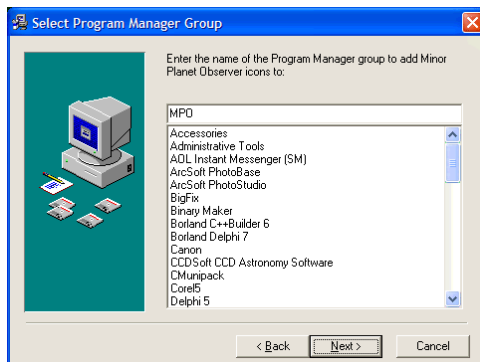 Select Program Manager Group
Enter the name of the Program Manager group to add Minor
Planet Observer icons to:
MPO
Accessories
Administrative Tools
AOL Instant Messenger (SM)
ArcSoft PhotoBase
ArcSoft PhotoStudio
BigFix
Binary Maker
Borland C++Builder 6
Borland Delphi 7
Canon
CCDSoft CCD Astronomy Software
CMunipack
Corel5
Delphi 5
< Back
Next >
Cancel